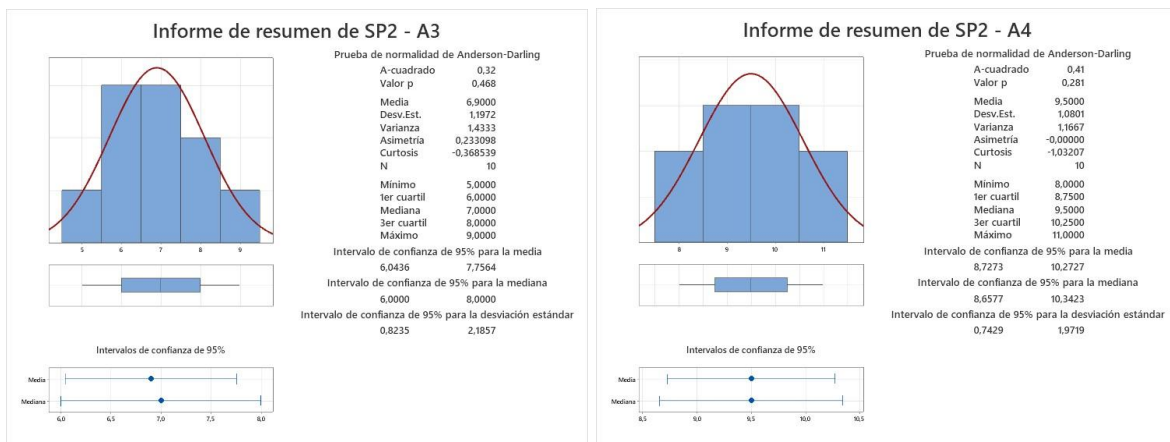 Informe de resumen de SP2 - A3
Prueba de normalidad de Anderson-Darling
A-cuadrado 0,32
Valor p 0,468
Media 6,9000
Desv.Est. 1,1972
Varianza 1,4333
Asimetría 0,233098
Curtosis -0,368539
N 10
Mínimo 5,0000
1er cuartil 6,0000
Mediana 7,0000
3er cuartil 8,0000
Máximo 9,0000
Intervalo de confianza de 95% para la media
6,0436 7,7564
Intervalo de confianza de 95% para la mediana
6,0000 8,0000
Intervalo de confianza de 95% para la desviación estándar
0,8235 2,1857
5 6 7 8 9
Intervalos de confianza de 95%
Media
Mediana
6,0 6,5 7,0 7,5 8,0
Informe de resumen de SP2 - A4
Prueba de normalidad de Anderson-Darling
A-cuadrado 0,41
Valor p 0,281
Media 9,5000
Desv.Est. 1,0801
Varianza 1,1667
Asimetría -0,00000
Curtosis -1,03207
N 10
Mínimo 8,0000
1er cuartil 8,7500
Mediana 9,5000
3er cuartil 10,2500
Máximo 11,0000
Intervalo de confianza de 95% para la media
8,7273 10,2727
Intervalo de confianza de 95% para la mediana
8,6577 10,3423
Intervalo de confianza de 95% para la desviación estándar
0,7429 1,9719
8 9 10 11
Intervalos de confianza de 95%
Media
Mediana
8,5 9,0 9,5 10,0 10,5